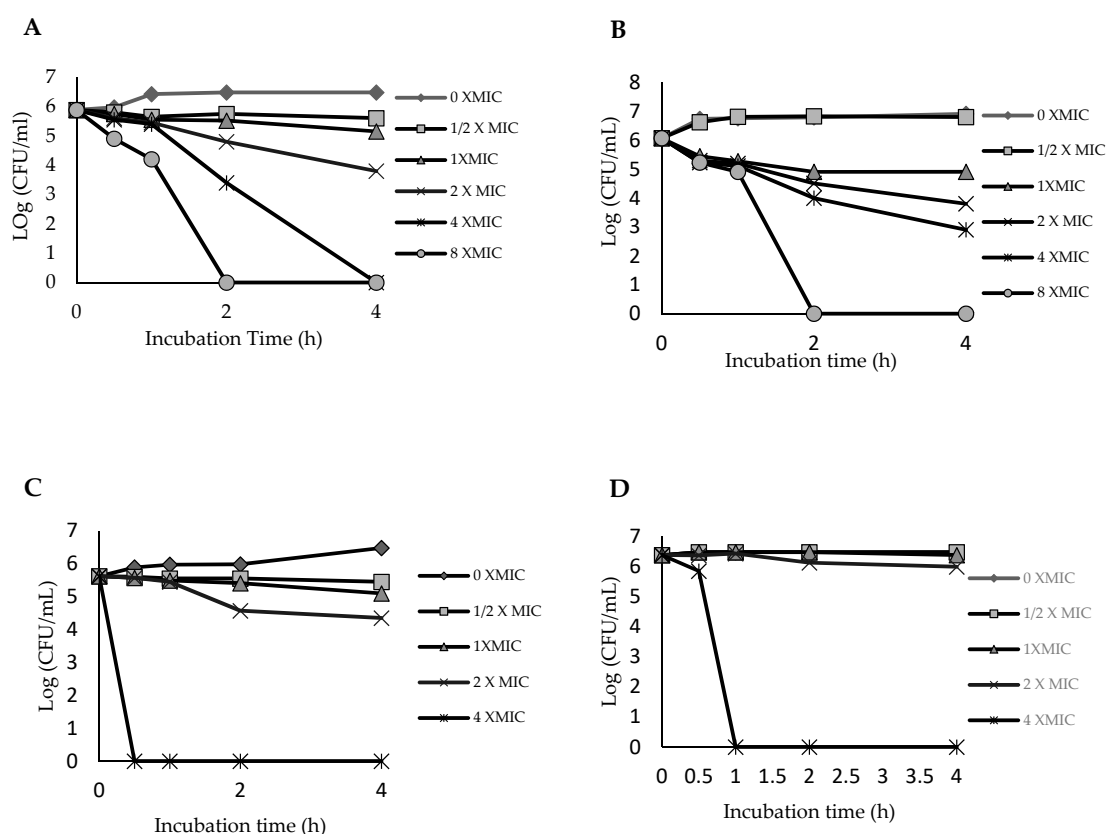 A
LOg (CFU/ml)
7
6
5
4
3
2
1
0
0
2
4
Incubation Time (h)
0 XMIC
1/2 X MIC
1XMIC
2 X MIC
4 XMIC
8 XMIC
B
Log (CFU/mL)
8
7
6
5
4
3
2
1
0
0
2
4
Incubation time (h)
0 XMIC
1/2 X MIC
1XMIC
2 X MIC
4 XMIC
8 XMIC
C
Log (CFU/mL)
7
6
5
4
3
2
1
0
0
2
4
Incubation time (h)
0 XMIC
1/2 X MIC
1XMIC
2 X MIC
4 XMIC
D
Log (CFU/mL)
7
6
5
4
3
2
1
0
0 0.5 1 1.5 2 2.5 3 3.5 4
Incubation time (h)
0 XMIC
1/2 X MIC
1XMIC
2 X MIC
4 XMIC